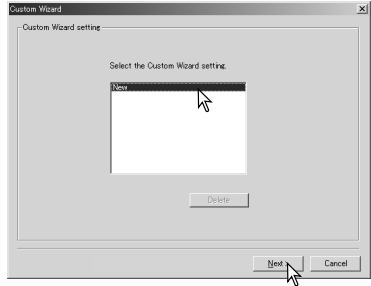 Custom Wizard
Custom Wizard setting
Select the Custom Wizard setting.
New
Delete
Next >
Cancel